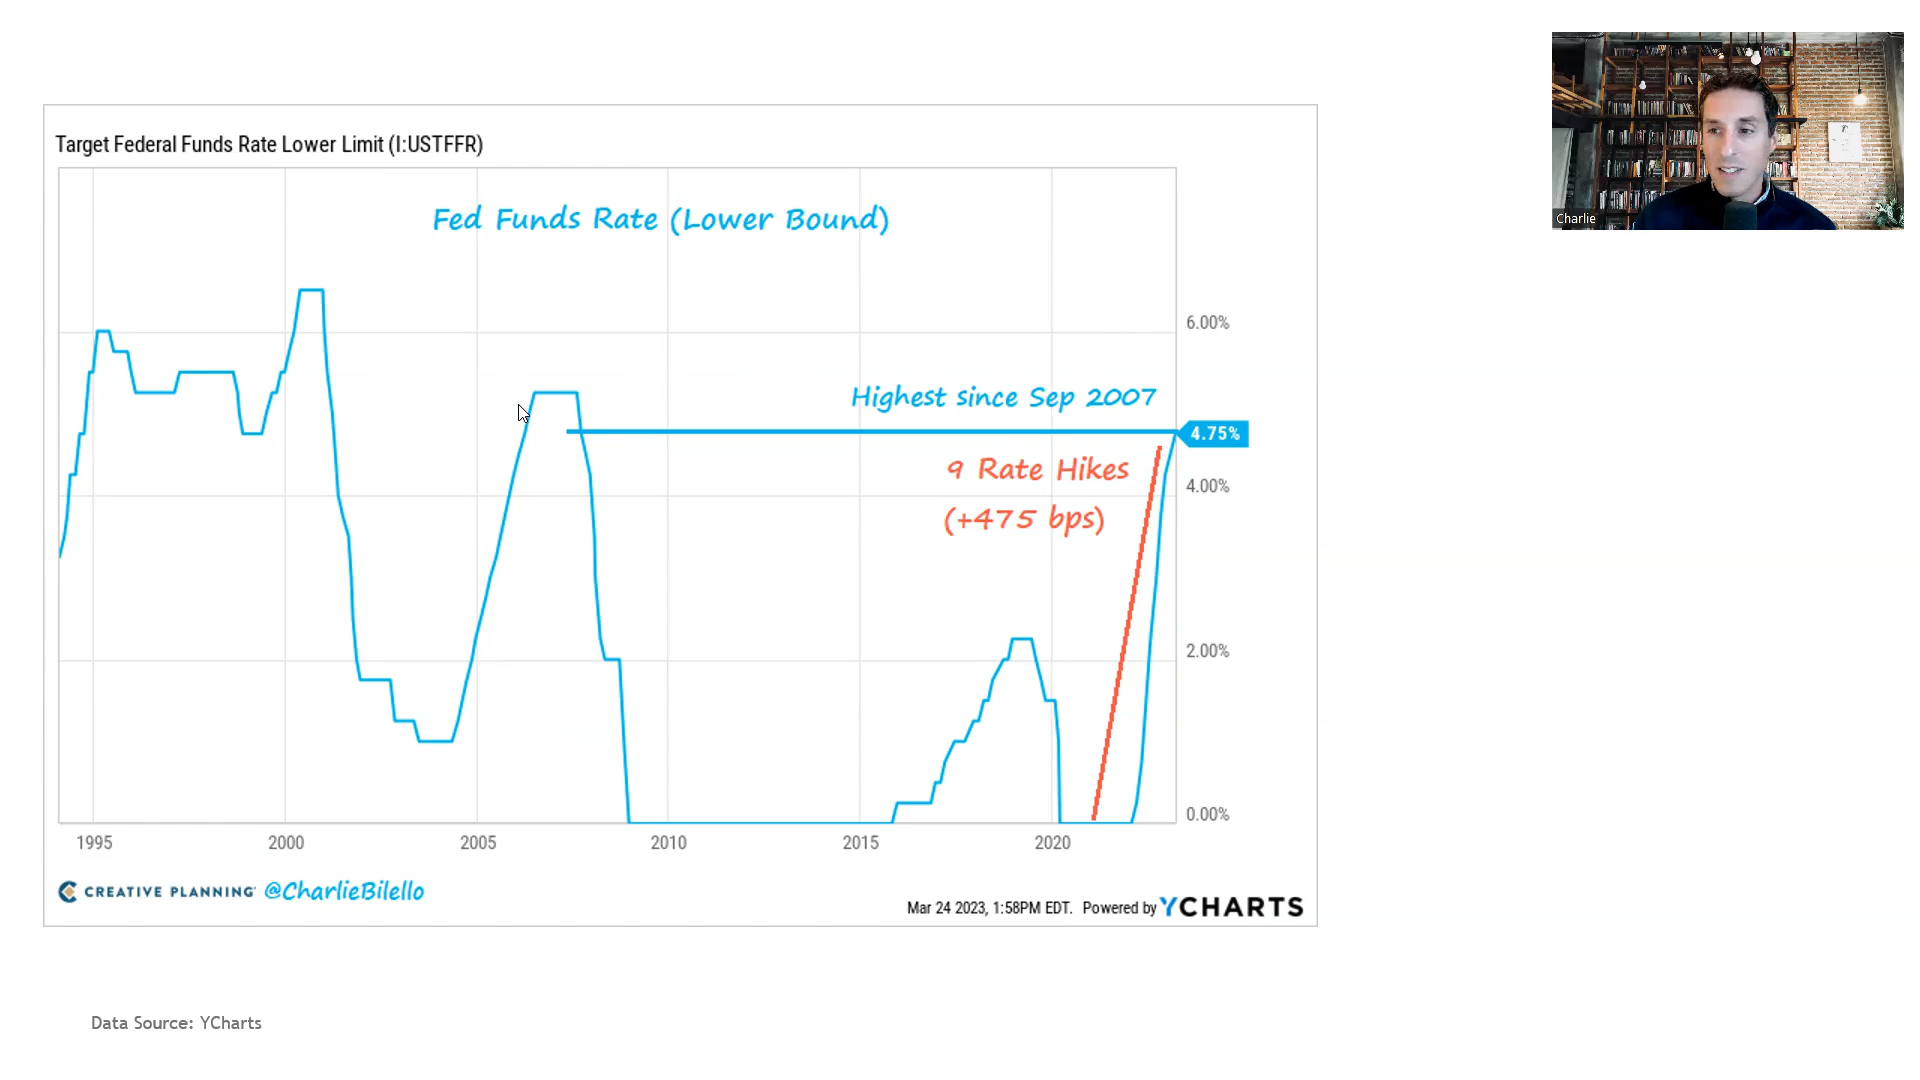 Charlie
Target Federal Funds Rate Lower Limit (I:USTFFR)
Fed Funds Rate (Lower Bound)
6.00%
Highest since Sep 2007
4.75%
9 Rate Hikes
4.00%
(+475 bps)
2.00%
0.00%
1995 2000 2005 2010 2015 2020
CREATIVE PLANNING @CharlieBilello
Mar 24 2023, 1:58PM EDT. Powered by YCHARTS
Data Source: YCharts